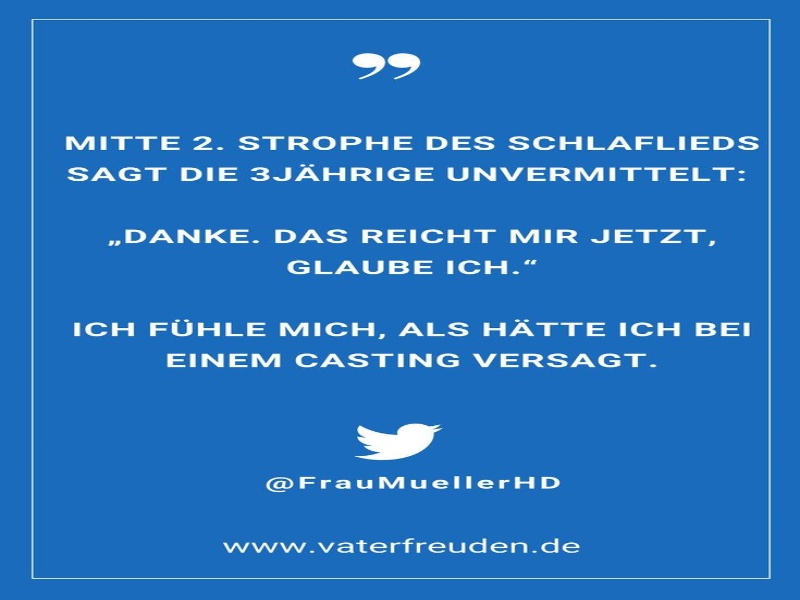 ”
MITTE 2. STROPHE DES SCHLAFLIEDS
SAGT DIE 3JÄHRIGE UNVERMITTELT:
„DANKE. DAS REICHT MIR JETZT,
GLAUBE ICH.“
ICH FÜHLE MICH, ALS HÄTTE ICH BEI
EINEM CASTING VERSAGT.
@FrauMuellerHD
www.vaterfreuden.de